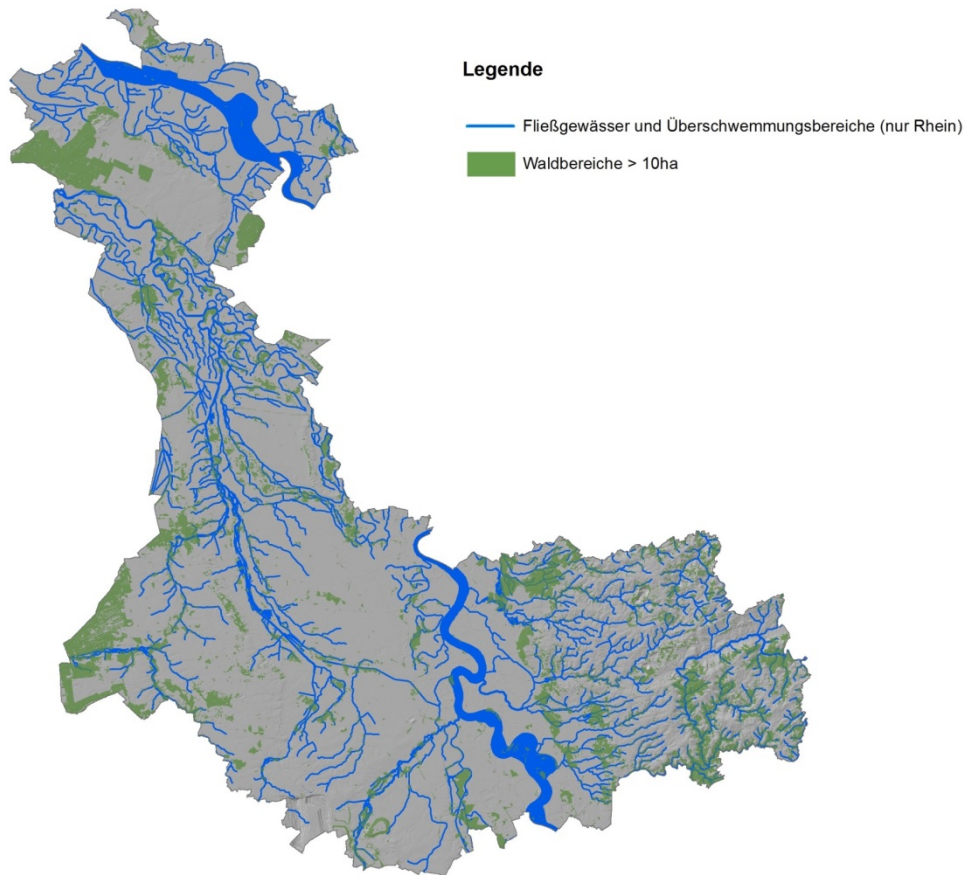 Legende
Fließgewässer und Überschwemmungsbereiche (nur Rhein)
Waldbereiche > 10ha